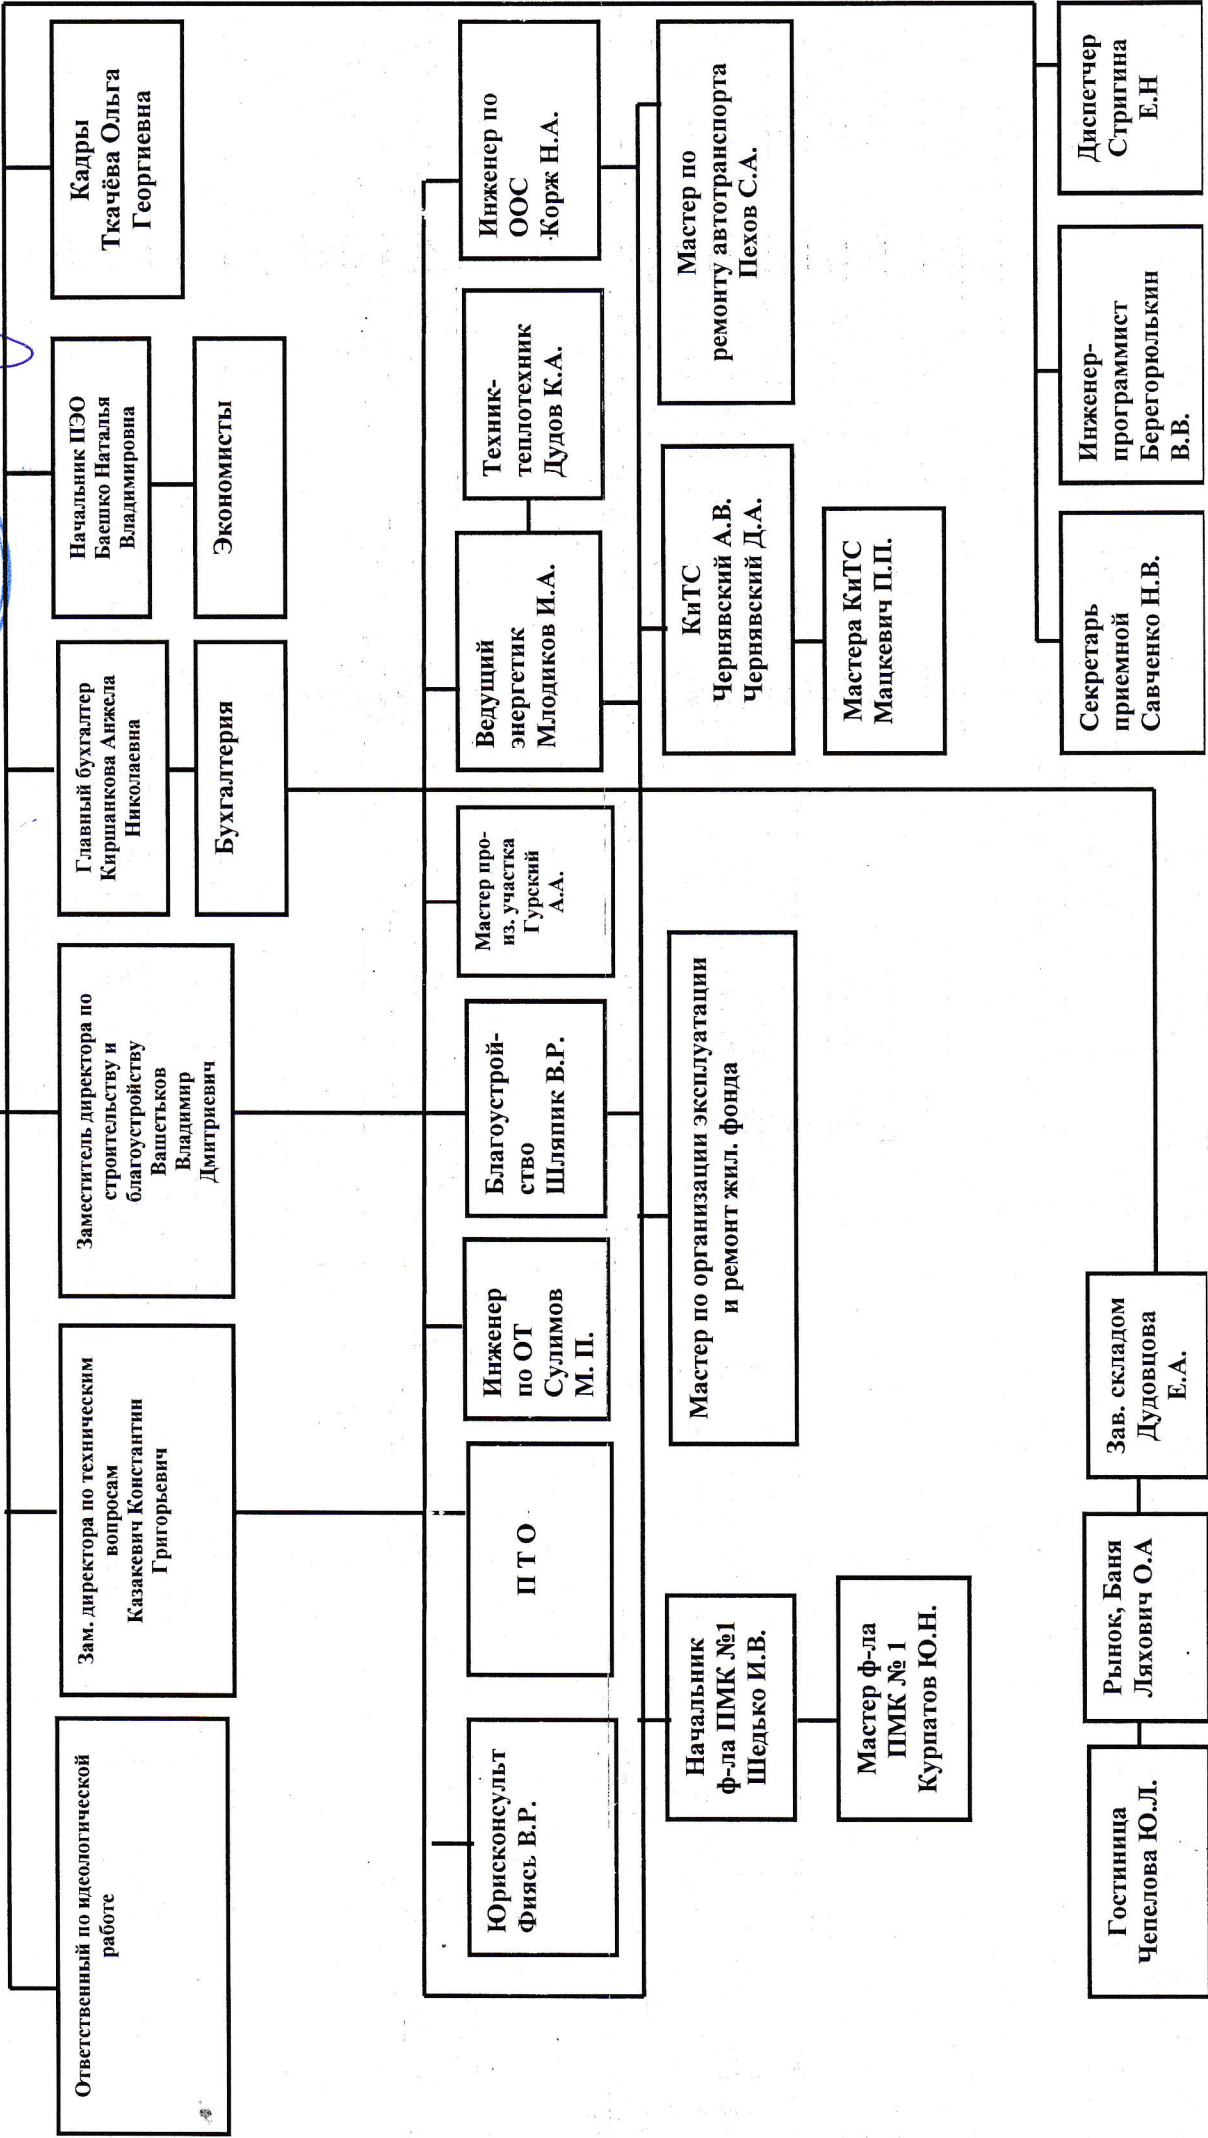 Ответственный по идеологической
работе
Зам. директора по техническим
вопросам
Казакевич Константин
Григорьевич
Заместитель директора по
строительству и
благоустройству
Вашетьков
Владимир
Дмитриевич
Главный бухгалтер
Киршанкова Анжела
Николаевна
Бухгалтерия
Начальник ПЭО
Баешко Наталья
Владимировна
Экономисты
Кадры
Ткачёва Ольга
Георгиевна
Юрисконсульт
Фиясь В.Р.
П Т О
Инженер
по ОТ
Сулимов
М. П.
Благоустрой-
ство
Шляпик В.Р.
Мастер про-
из. участка
Гурский
А.А.
Ведущий
энергетик
Млодиков И.А.
Техник-
теплотехник
Дудов К.А.
Инженер по
ООС
Корж Н.А.
Начальник
ф-ла ПМК №1
Шедько И.В.
Мастер ф-ла
ПМК № 1
Курпатов Ю.Н.
Мастер по организации эксплуатации
и ремонт жил. фонда
КиТС
Чернявский А.В.
Чернявский Д.А.
Мастера КиТС
Мацкевич П.П.
Мастер по
ремонту автотранспорта
Пехов С.А.
Гостиница
Чепелова Ю.Л.
Рынок, Баня
Ляхович О.А
Зав. складом
Дудовцова
Е.А.
Секретарь
приемной
Савченко Н.В.
Инженер-
программист
Берегорюлькин
В.В.
Диспетчер
Стригина
Е.Н